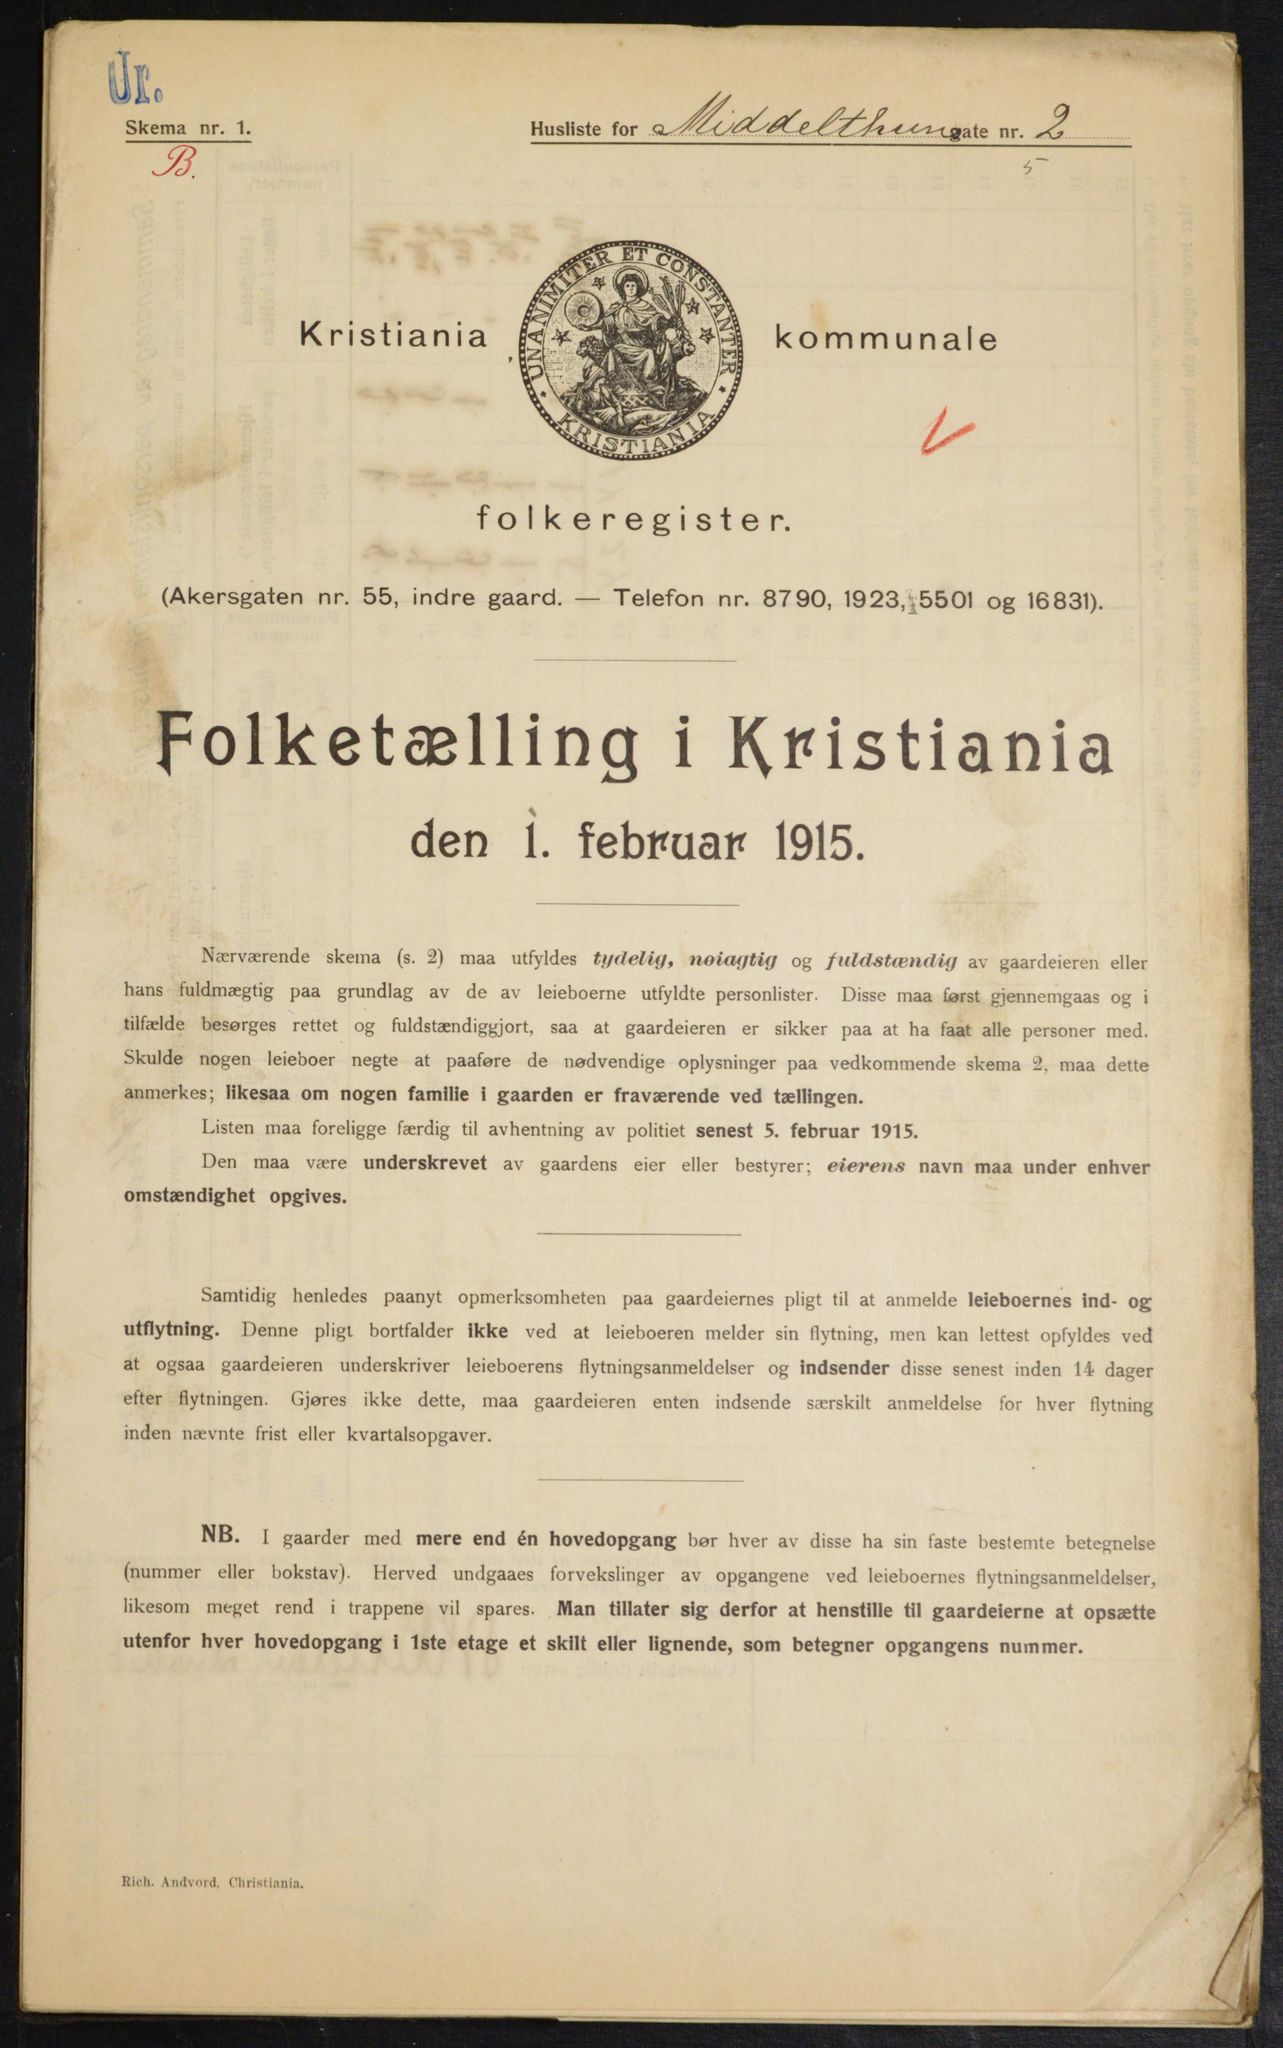 Ur.
Skema nr. 1.
Husliste for Middelthunsgate nr. 2
B.
5
UNANIMITER ET CONSTANTER
KRISTIANIA
Kristiania kommunale
folkeregister.
(Akersgaten nr. 55, indre gaard. — Telefon nr. 8790, 1923, 5501 og 16831).
Folketælling i Kristiania
den 1. februar 1915.
Nærværende skema (s. 2) maa utfyldes tydelig, nøiagtig og fuldstændig av gaardeieren eller
hans fuldmægtig paa grundlag av de av leieboerne utfyldte personlister. Disse maa først gjennemgaas og i
tilfælde besørges rettet og fuldstændiggjort, saa at gaardeieren er sikker paa at ha faat alle personer med.
Skulde nogen leieboer negte at paaføre de nødvendige oplysninger paa vedkommende skema 2, maa dette
anmerkes; likesaa om nogen familie i gaarden er fraværende ved tællingen.
Listen maa foreligge færdig til avhentning av politiet senest 5. februar 1915.
Den maa være underskrevet av gaardens eier eller bestyrer; eierens navn maa under enhver
omstændighet opgives.
Samtidig henledes paanyt opmerksomheten paa gaardeiernes pligt til at anmelde leieboernes ind- og
utflytning. Denne pligt bortfalder ikke ved at leieboeren melder sin flytning, men kan lettest opfyldes ved
at ogsaa gaardeieren underskriver leieboerens flytningsanmeldelser og indsender disse senest inden 14 dager
efter flytningen. Gjøres ikke dette, maa gaardeieren enten indsende særskilt anmeldelse for hver flytning
inden nævnte frist eller kvartalsopgaver.
NB. I gaarder med mere end én hovedopgang bør hver av disse ha sin faste bestemte betegnelse
(nummer eller bokstav). Herved undgaaes forvekslinger av opgangene ved leieboernes flytningsanmeldelser,
likesom meget rend i trappene vil spares. Man tillater sig derfor at henstille til gaardeierne at opsætte
utenfor hver hovedopgang i 1ste etage et skilt eller lignende, som betegner opgangens nummer.
Rich. Andvord, Christiania.